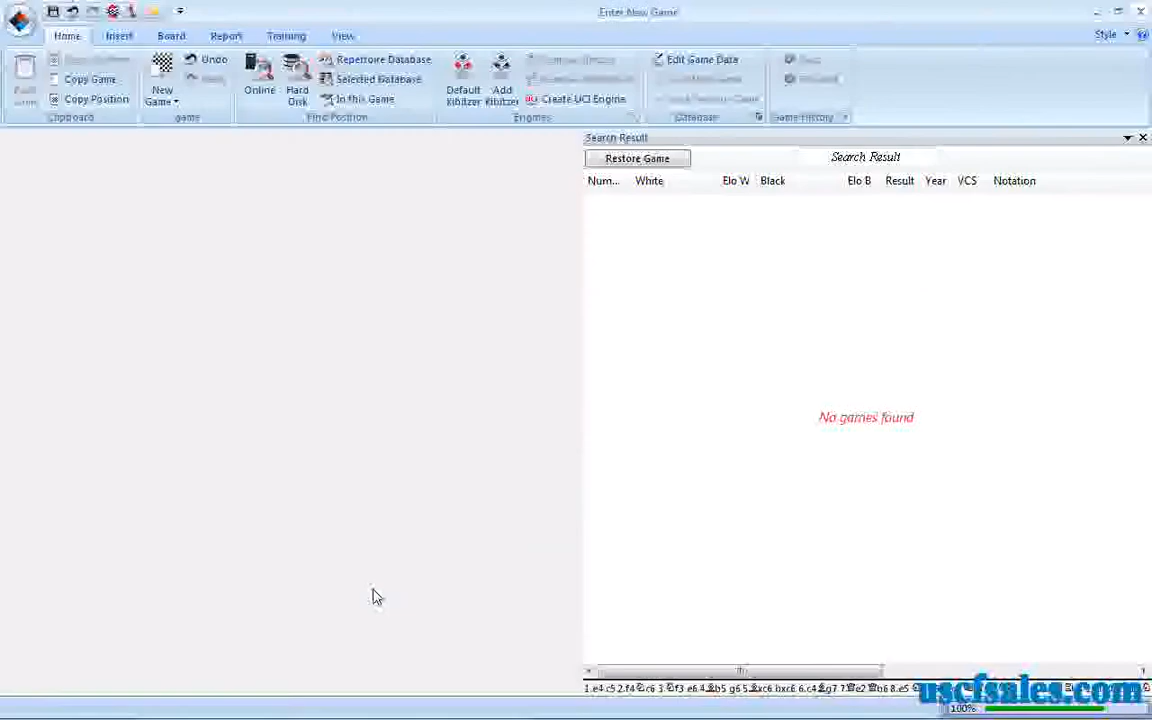 Enter New Game
Home Insert Board Report Training View Style
Copy Game
Copy Position
Clipboard
New Game
Undo
game
Online
Hard Disk
Repertoire Database
Selected Database
In this Game
Find Position
Default Kibitzer
Add Kibitzer
Create UCI Engine
Engines
Edit Game Data
Database
Game History
Search Result
Restore Game
Search Result
Num... White Elo W Black Elo B Result Year VCS Notation
No games found
uscfsales.com
100%